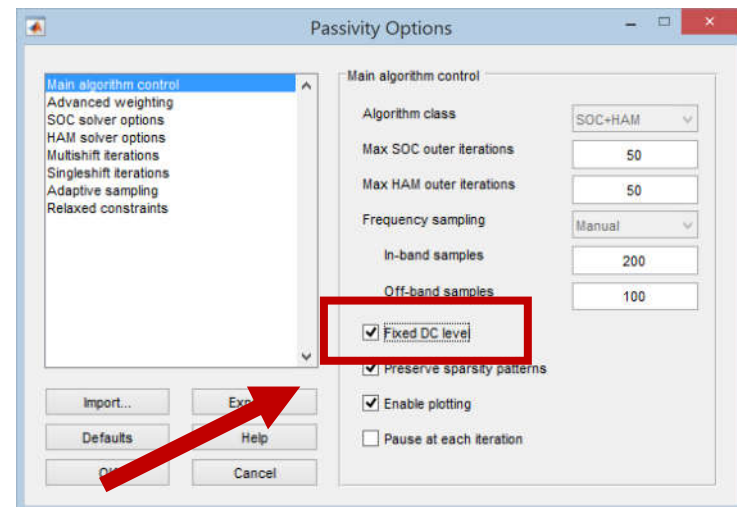 Passivity Options
Main algorithm control
Advanced weighting
SOC solver options
HAM solver options
Multishift iterations
Singleshift iterations
Adaptive sampling
Relaxed constraints
Import...
Defaults
Help
Cancel
Main algorithm control
Algorithm class SOC+HAM
Max SOC outer iterations 50
Max HAM outer iterations 50
Frequency sampling Manual
In-band samples 200
Off-band samples 100
Fixed DC level
Preserve sparsity patterns
Enable plotting
Pause at each iteration